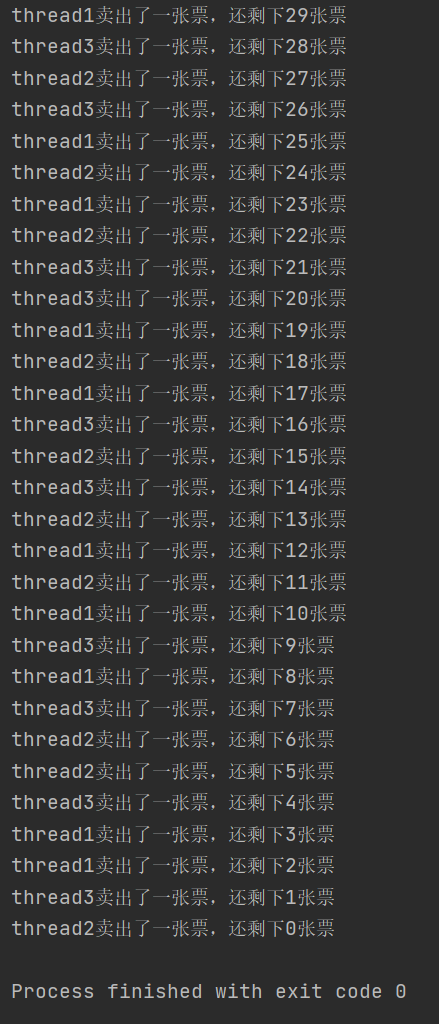 thread1卖出了一张票，还剩下29张票
thread3卖出了一张票，还剩下28张票
thread2卖出了一张票，还剩下27张票
thread3卖出了一张票，还剩下26张票
thread1卖出了一张票，还剩下25张票
thread2卖出了一张票，还剩下24张票
thread1卖出了一张票，还剩下23张票
thread2卖出了一张票，还剩下22张票
thread3卖出了一张票，还剩下21张票
thread3卖出了一张票，还剩下20张票
thread1卖出了一张票，还剩下19张票
thread2卖出了一张票，还剩下18张票
thread1卖出了一张票，还剩下17张票
thread3卖出了一张票，还剩下16张票
thread2卖出了一张票，还剩下15张票
thread3卖出了一张票，还剩下14张票
thread2卖出了一张票，还剩下13张票
thread1卖出了一张票，还剩下12张票
thread2卖出了一张票，还剩下11张票
thread1卖出了一张票，还剩下10张票
thread3卖出了一张票，还剩下9张票
thread1卖出了一张票，还剩下8张票
thread3卖出了一张票，还剩下7张票
thread2卖出了一张票，还剩下6张票
thread2卖出了一张票，还剩下5张票
thread3卖出了一张票，还剩下4张票
thread1卖出了一张票，还剩下3张票
thread1卖出了一张票，还剩下2张票
thread3卖出了一张票，还剩下1张票
thread2卖出了一张票，还剩下0张票
Process finished with exit code 0